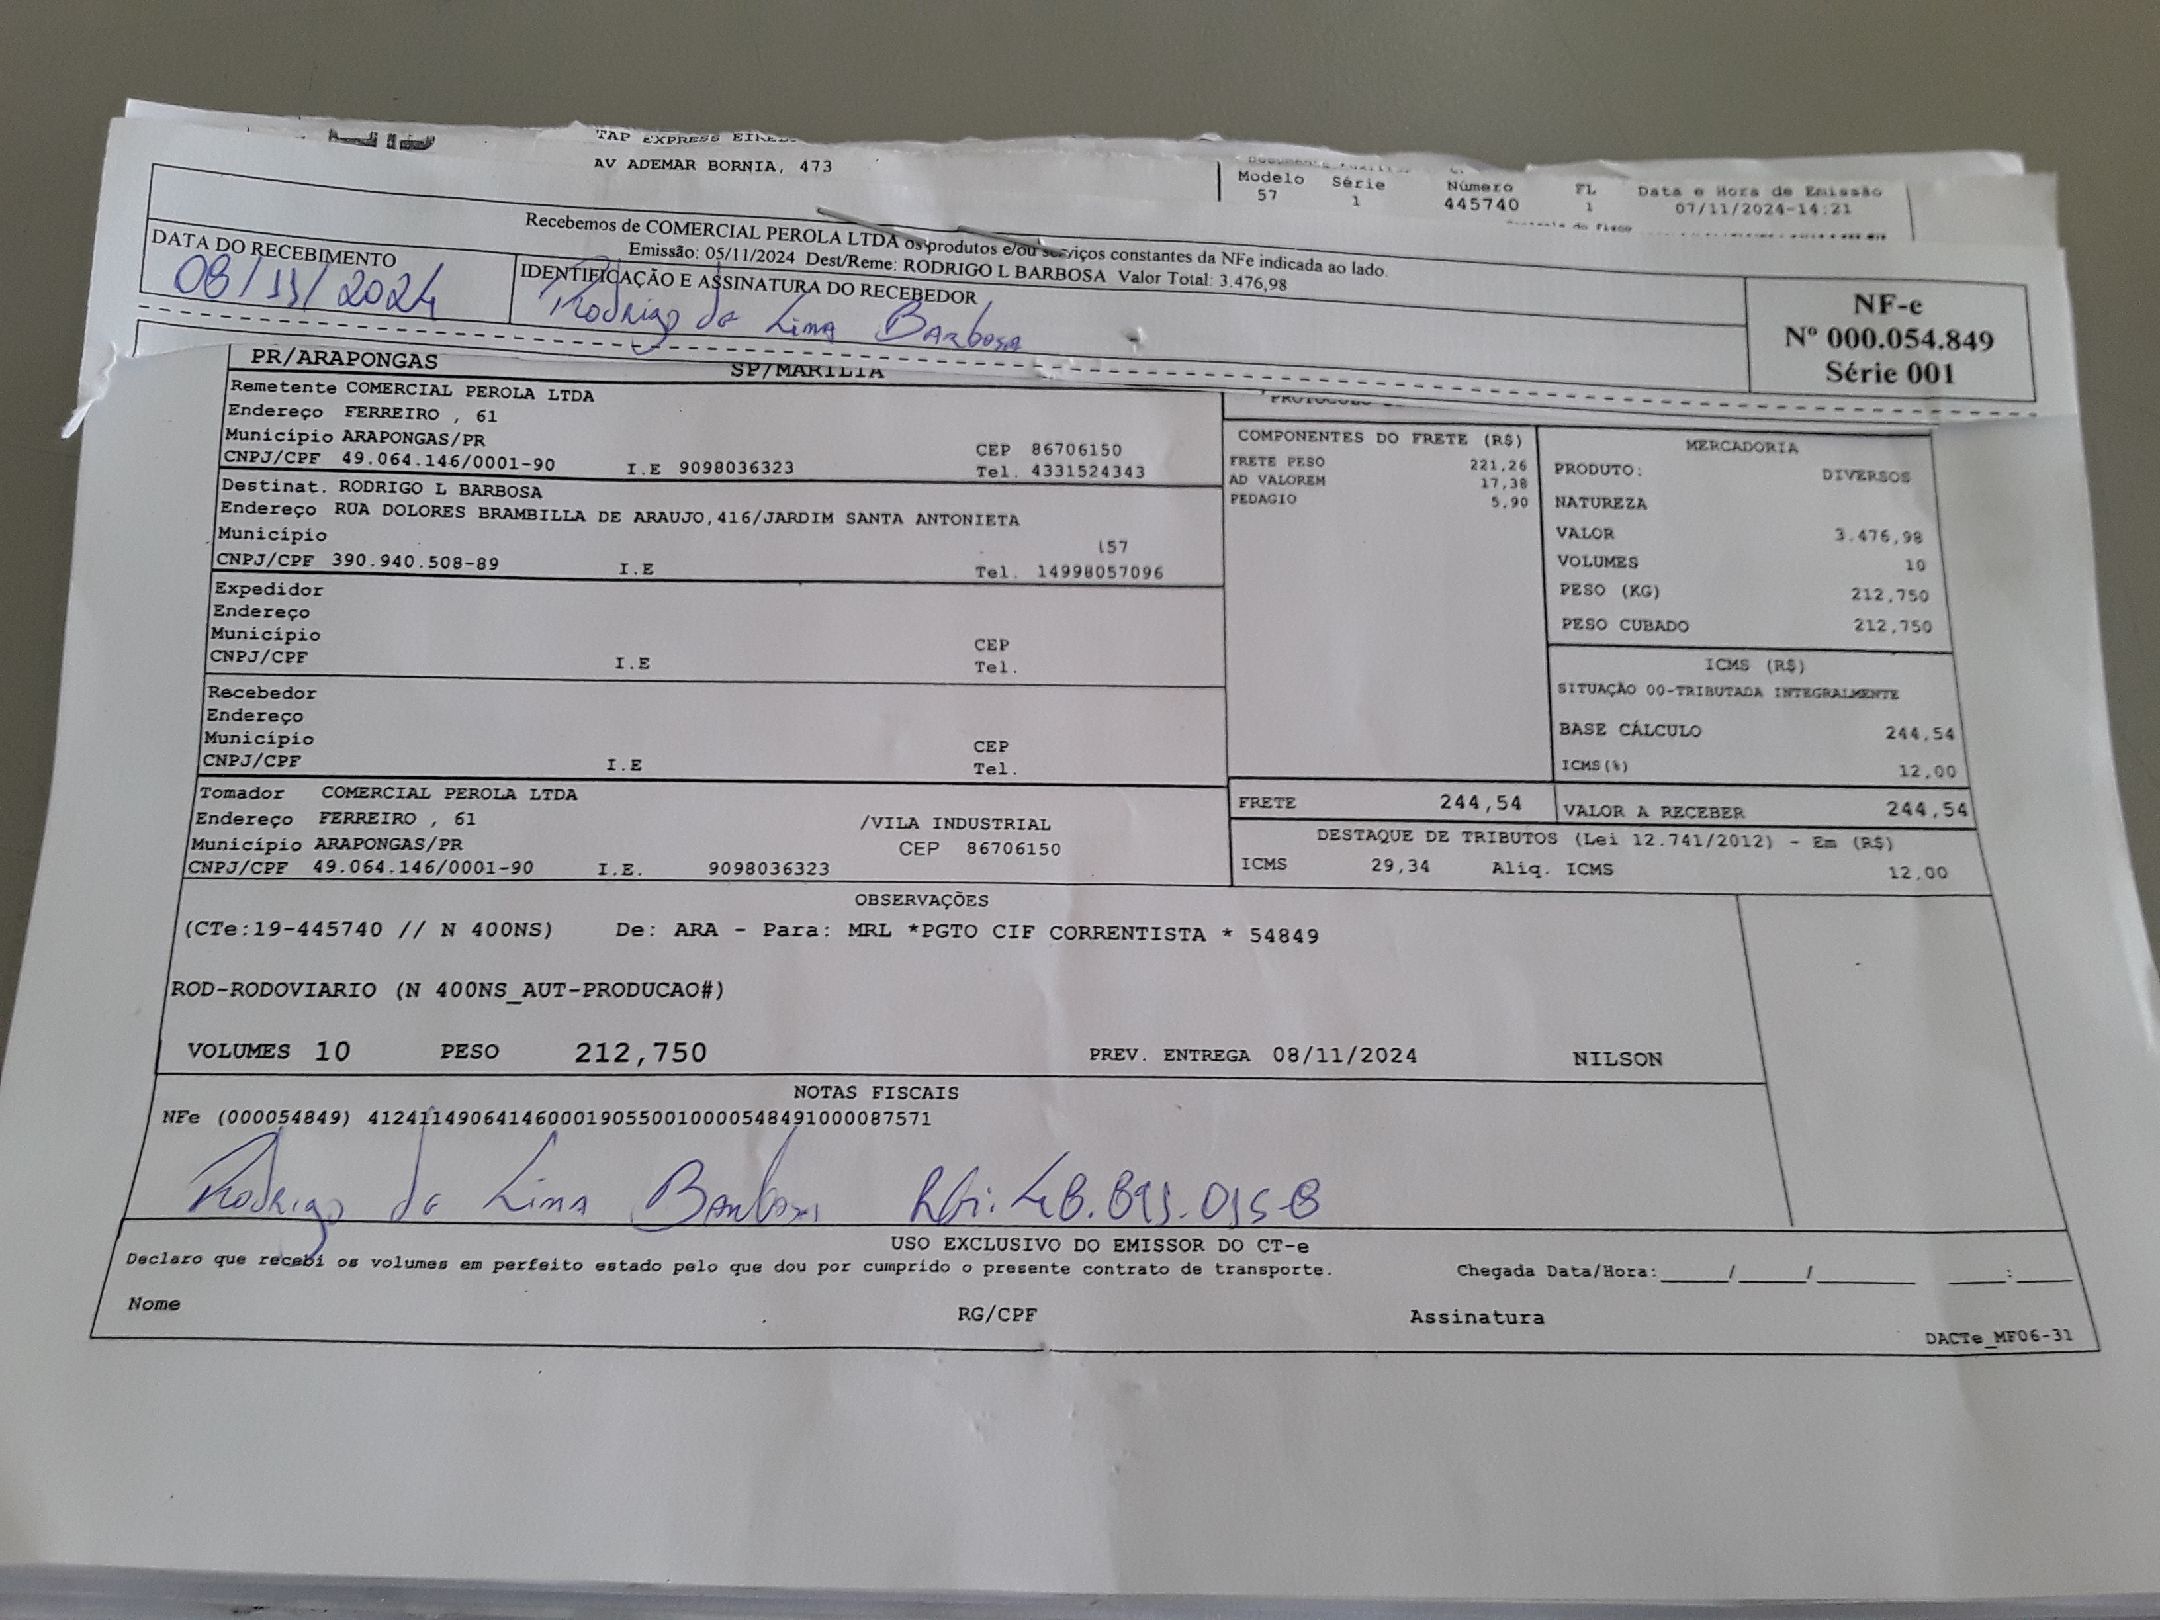 TAP EXPRESS
AV ADEMAR BORNIA, 473
Modelo Série Número FL Data e Hora de Emissão
57 1 445740 1 07/11/2024-14:21
Recebemos de COMERCIAL PEROLA LTDA os produtos e/ou serviços constantes da NFe indicada ao lado.
Emissão: 05/11/2024 Dest/Reme: RODRIGO L BARBOSA Valor Total: 3.476,98
DATA DO RECEBIMENTO
08/11/2024
IDENTIFICAÇÃO E ASSINATURA DO RECEBEDOR
Rodrigo de Lima Barbosa
NF-e
Nº 000.054.849
Série 001
PR/ARAPONGAS SP/MARILIA
Remetente COMERCIAL PEROLA LTDA
Endereço FERREIRO , 61
Município ARAPONGAS/PR CEP 86706150
CNPJ/CPF 49.064.146/0001-90 I.E 9098036323 Tel. 4331524343
Destinat. RODRIGO L BARBOSA
Endereço RUA DOLORES BRAMBILLA DE ARAUJO,416/JARDIM SANTA ANTONIETA
Município 157
CNPJ/CPF 390.940.508-89 I.E Tel. 14998057096
Expedidor
Endereço
Município CEP
CNPJ/CPF I.E Tel.
Recebedor
Endereço
Município CEP
CNPJ/CPF I.E Tel.
Tomador COMERCIAL PEROLA LTDA
Endereço FERREIRO , 61 /VILA INDUSTRIAL
Município ARAPONGAS/PR CEP 86706150
CNPJ/CPF 49.064.146/0001-90 I.E. 9098036323
COMPONENTES DO FRETE (R$)
FRETE PESO 221,26
AD VALOREM 17,38
PEDAGIO 5,90
MERCADORIA
PRODUTO: DIVERSOS
NATUREZA
VALOR 3.476,98
VOLUMES 10
PESO (KG) 212,750
PESO CUBADO 212,750
ICMS (R$)
SITUAÇÃO 00-TRIBUTADA INTEGRALMENTE
BASE CÁLCULO 244,54
ICMS(%) 12,00
FRETE 244,54 VALOR A RECEBER 244,54
DESTAQUE DE TRIBUTOS (Lei 12.741/2012) - Em (R$)
ICMS 29,34 Aliq. ICMS 12,00
OBSERVAÇÕES
(CTe:19-445740 // N 400NS) De: ARA - Para: MRL *PGTO CIF CORRENTISTA * 54849
ROD-RODOVIARIO (N 400NS_AUT-PRODUCAO#)
VOLUMES 10 PESO 212,750 PREV. ENTREGA 08/11/2024 NILSON
NOTAS FISCAIS
NFe (000054849) 41241149064146000190550010000548491000087571
Rodrigo de Lima Barbosa
USO EXCLUSIVO DO EMISSOR DO CT-e
Declaro que recebi os volumes em perfeito estado pelo que dou por cumprido o presente contrato de transporte. Chegada Data/Hora:_____/_____/________ ____:____
Nome RG/CPF Assinatura
DACTe_MF06-31